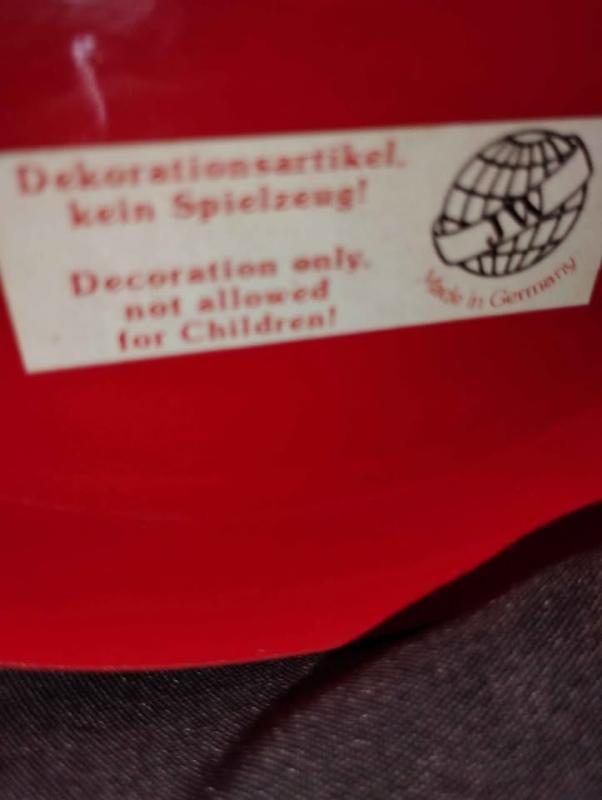 Dekorationsartikel,
kein Spielzeug!
Decoration only,
not allowed
for Children!
JW
Made in Germany